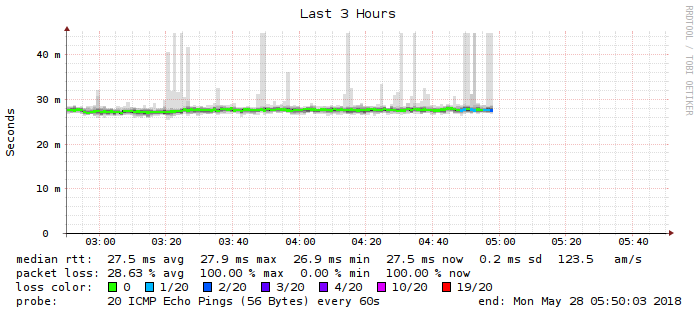 Last 3 Hours
RRDTOOL / TOBI OETIKER
Seconds
40 m
30 m
20 m
10 m
0
03:00 03:20 03:40 04:00 04:20 04:40 05:00 05:20 05:40
median rtt: 27.5 ms avg 27.9 ms max 26.9 ms min 27.5 ms now 0.2 ms sd 123.5 am/s
packet loss: 28.63 % avg 100.00 % max 0.00 % min 100.00 % now
loss color: 0 1/20 2/20 3/20 4/20 10/20 19/20
probe: 20 ICMP Echo Pings (56 Bytes) every 60s end: Mon May 28 05:50:03 2018